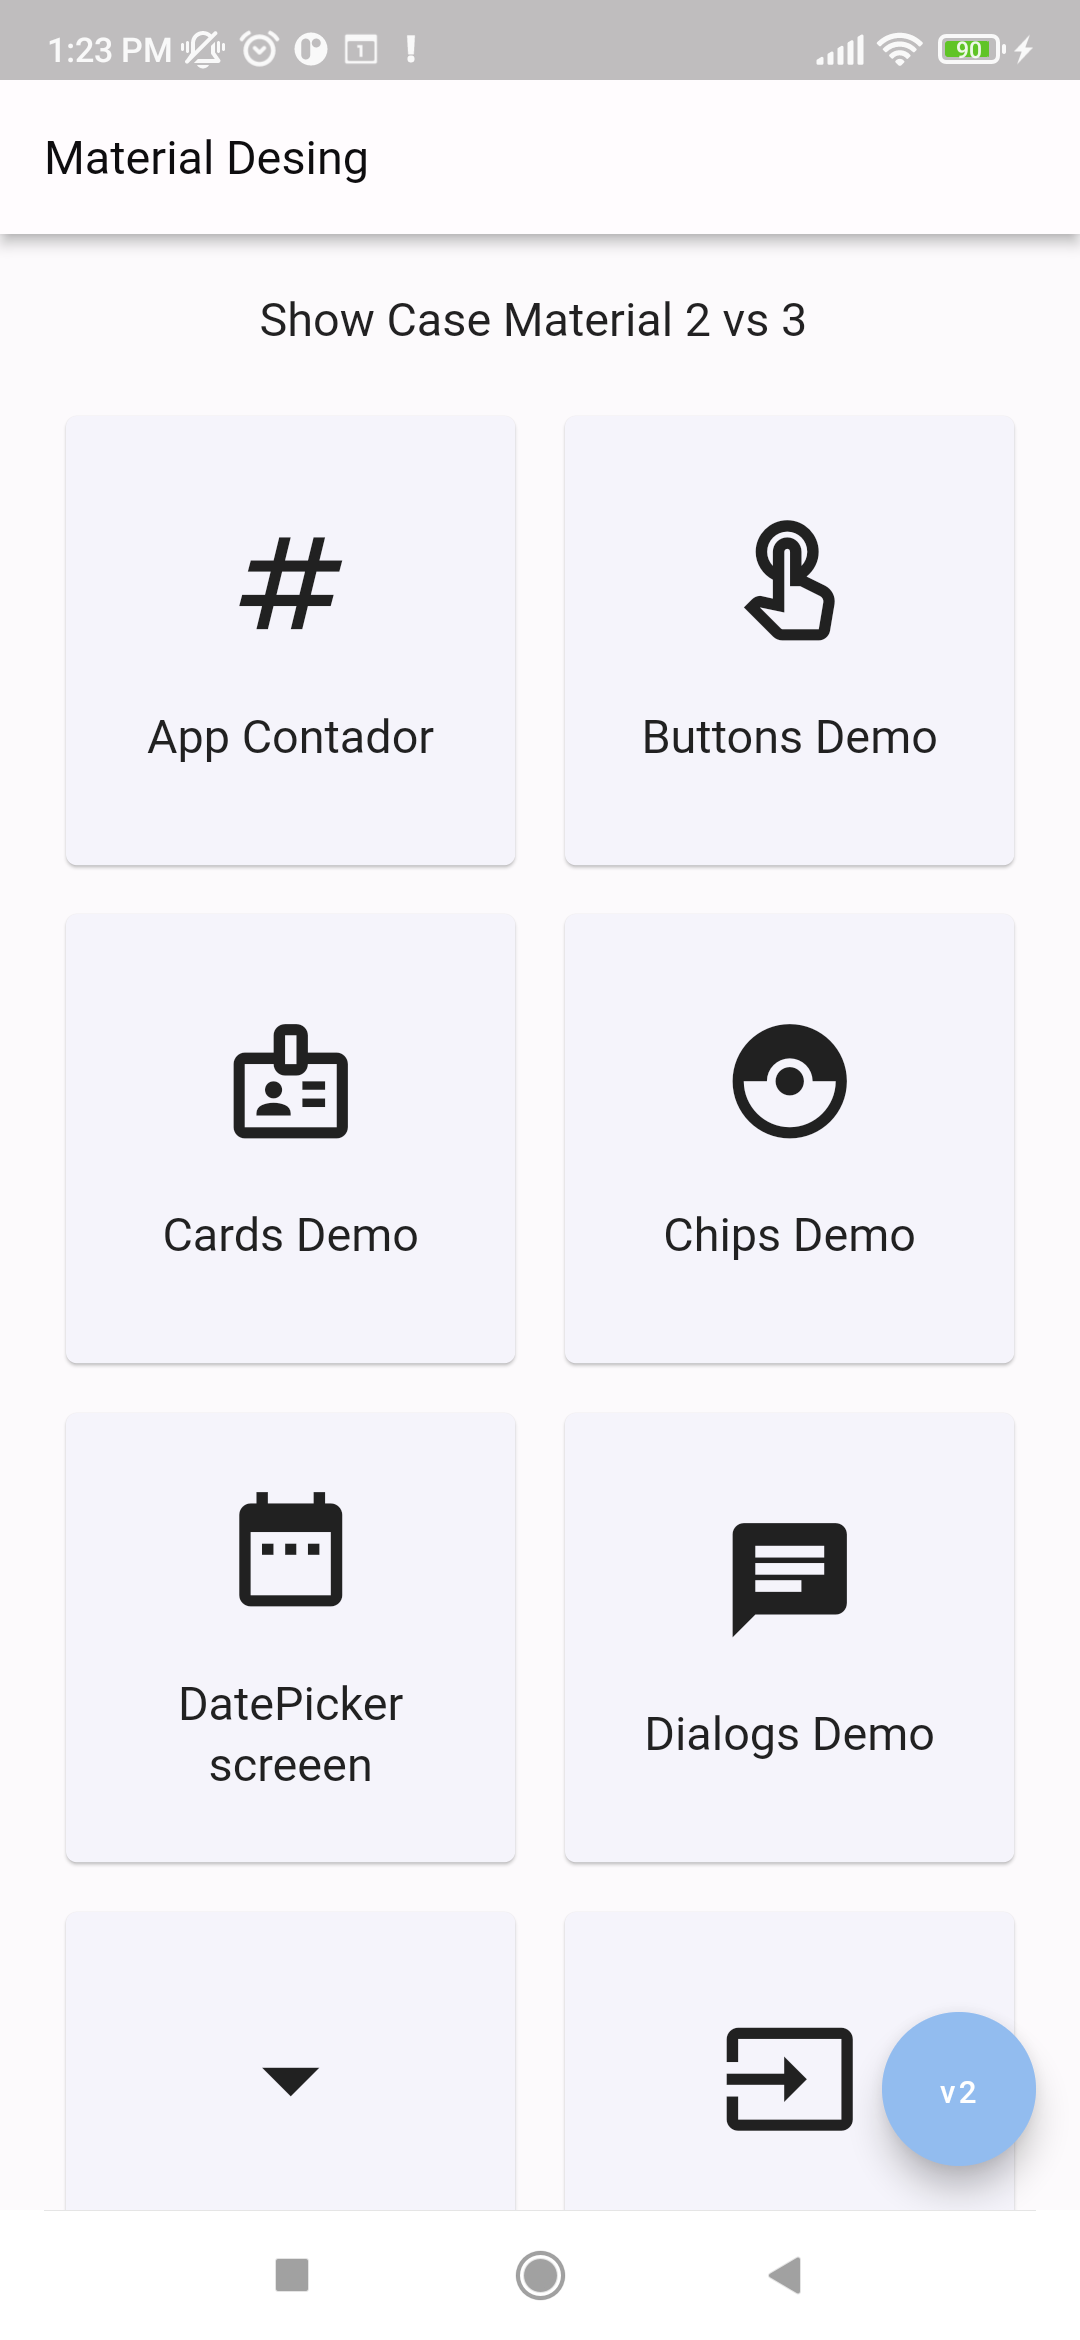 1:23 PM 1 ! 90
Material Desing
Show Case Material 2 vs 3
App Contador
Buttons Demo
Cards Demo
Chips Demo
DatePicker
screeen
Dialogs Demo
v2